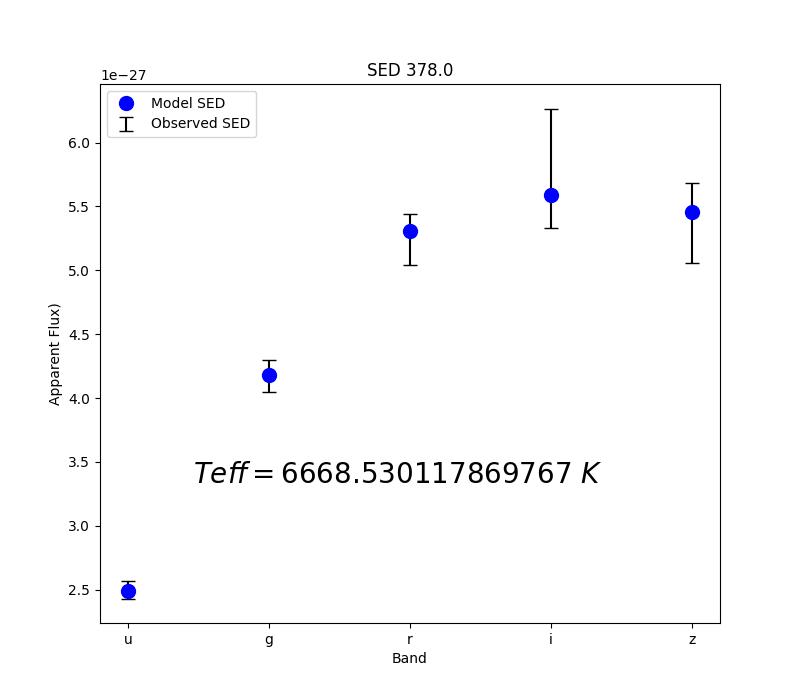 SED 378.0
1e−27
Model SED
Observed SED
6.0
5.5
5.0
4.5
4.0
3.5
3.0
2.5
Apparent Flux)
Teff = 6668.530117869767 K
u g r i z
Band